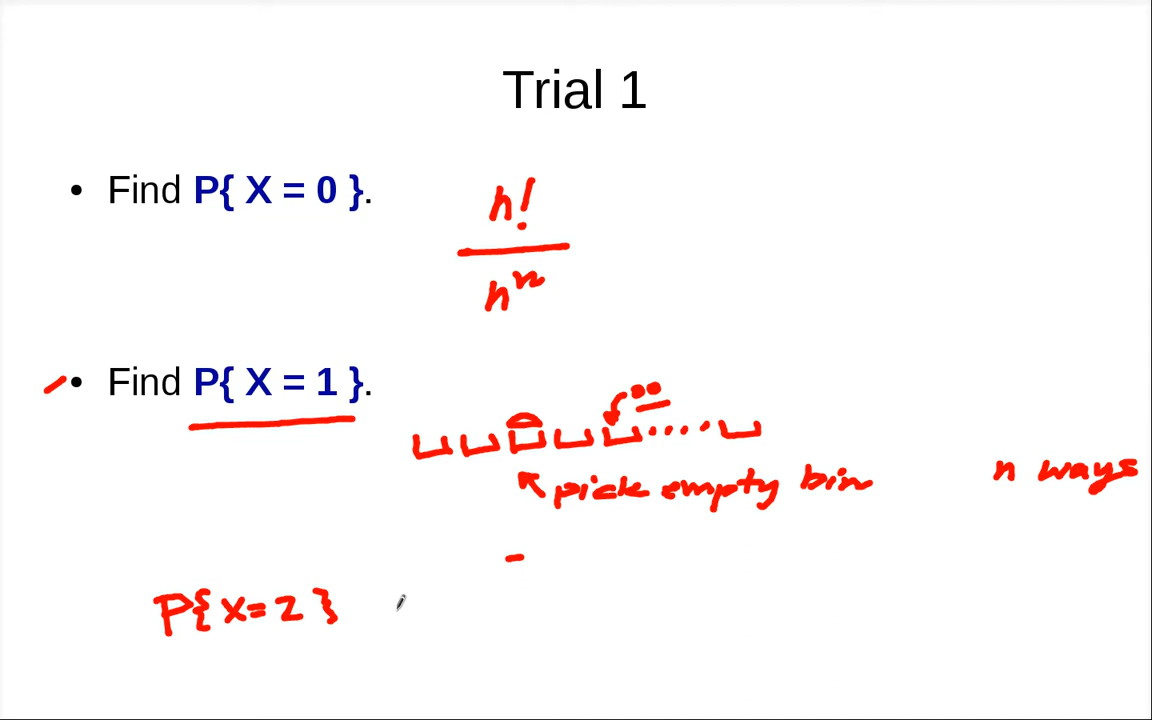 Trial 1
• Find P{ X = 0 }.
n!
n^n
• Find P{ X = 1 }.
pick empty bin
n ways
P{X=2}